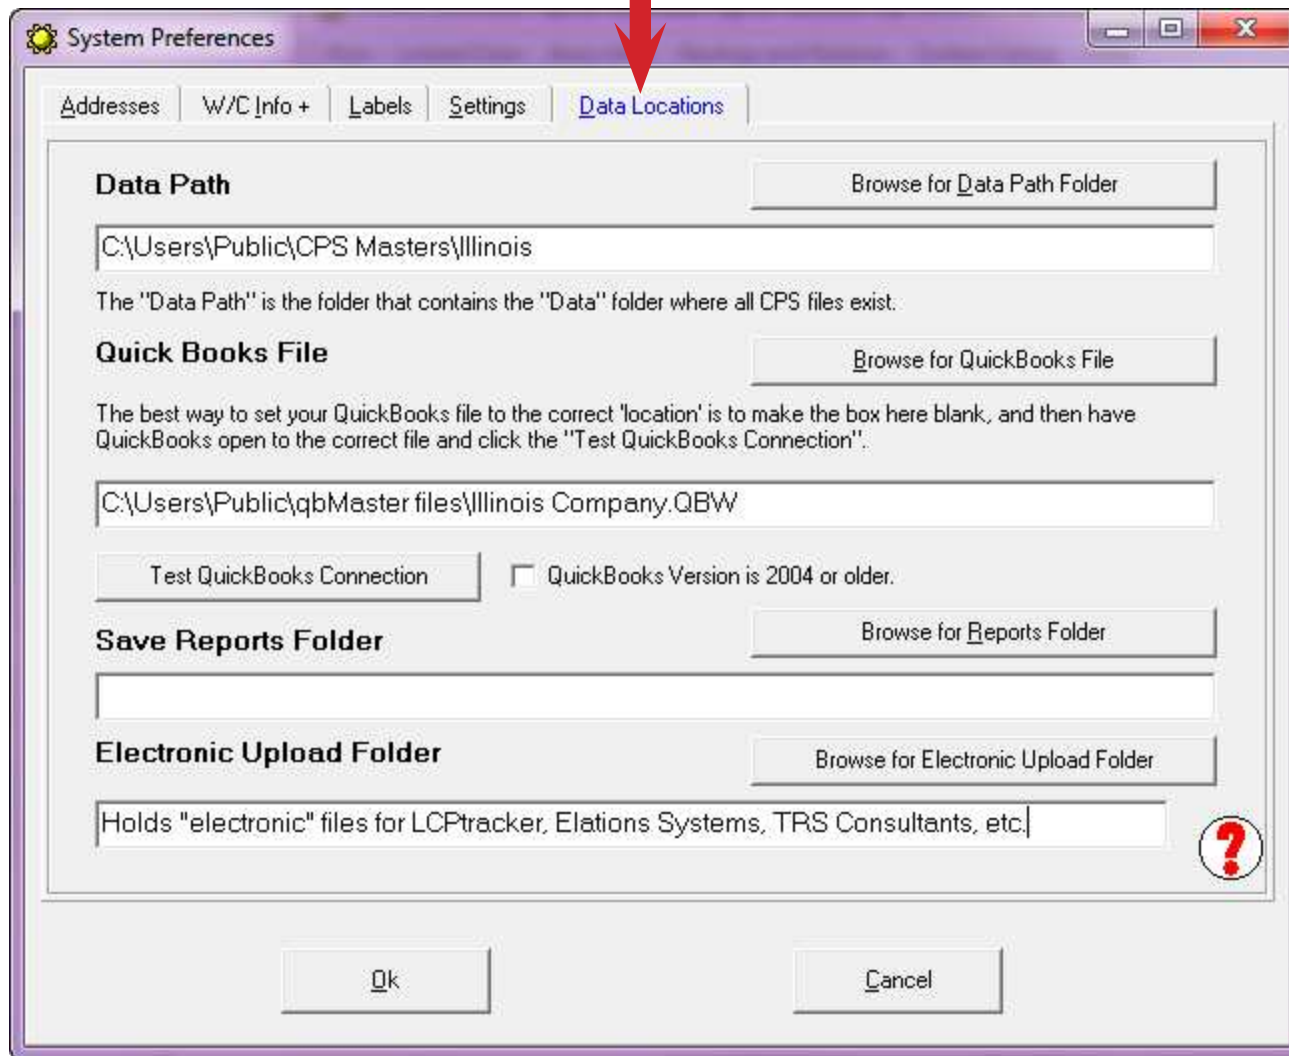 System Preferences
Addresses W/C Info + Labels Settings Data Locations
Data Path Browse for Data Path Folder
C:\Users\Public\CPS Masters\Illinois
The "Data Path" is the folder that contains the "Data" folder where all CPS files exist.
Quick Books File Browse for QuickBooks File
The best way to set your QuickBooks file to the correct 'location' is to make the box here blank, and then have
QuickBooks open to the correct file and click the "Test QuickBooks Connection".
C:\Users\Public\qbMaster files\Illinois Company.QBW
Test QuickBooks Connection QuickBooks Version is 2004 or older.
Save Reports Folder Browse for Reports Folder
Electronic Upload Folder Browse for Electronic Upload Folder
Holds "electronic" files for LCPtracker, Elations Systems, TRS Consultants, etc.
?
Ok Cancel